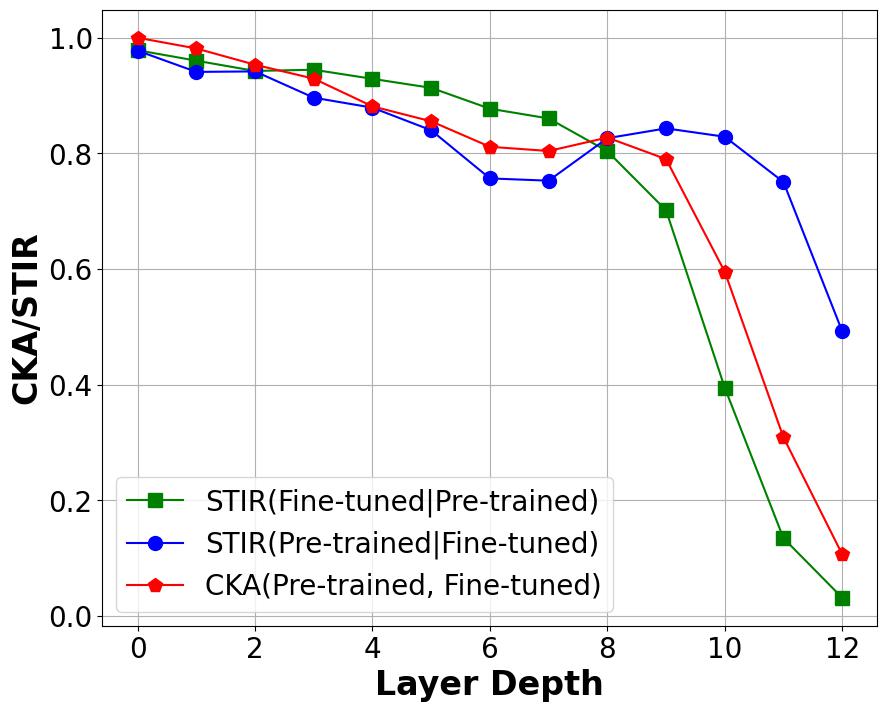 CKA/STIR
1.0
0.8
0.6
0.4
0.2
0.0
STIR(Fine-tuned|Pre-trained)
STIR(Pre-trained|Fine-tuned)
CKA(Pre-trained, Fine-tuned)
0 2 4 6 8 10 12
Layer Depth